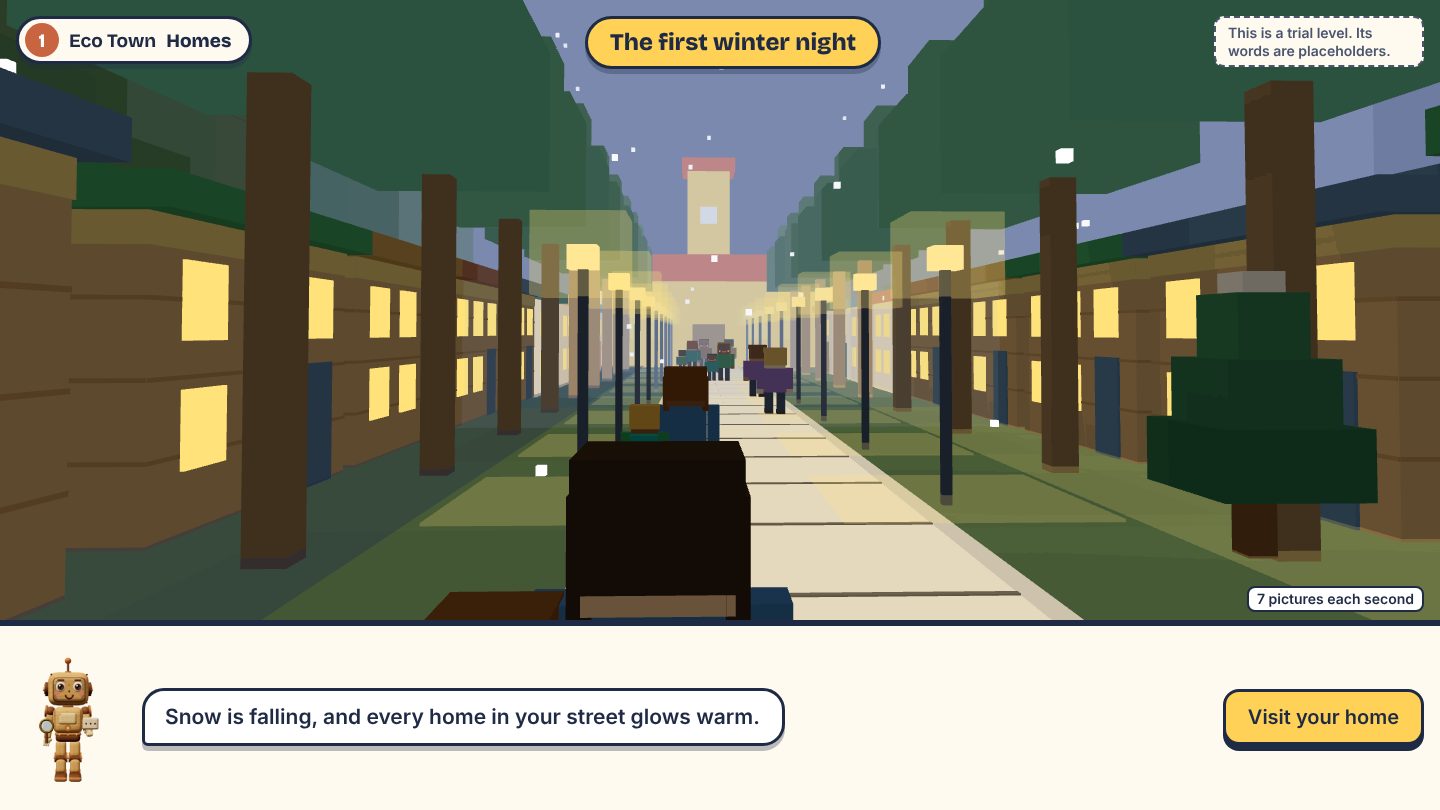 1 Eco Town Homes
The first winter night
This is a trial level. Its
words are placeholders.
7 pictures each second
Snow is falling, and every home in your street glows warm.
Visit your home